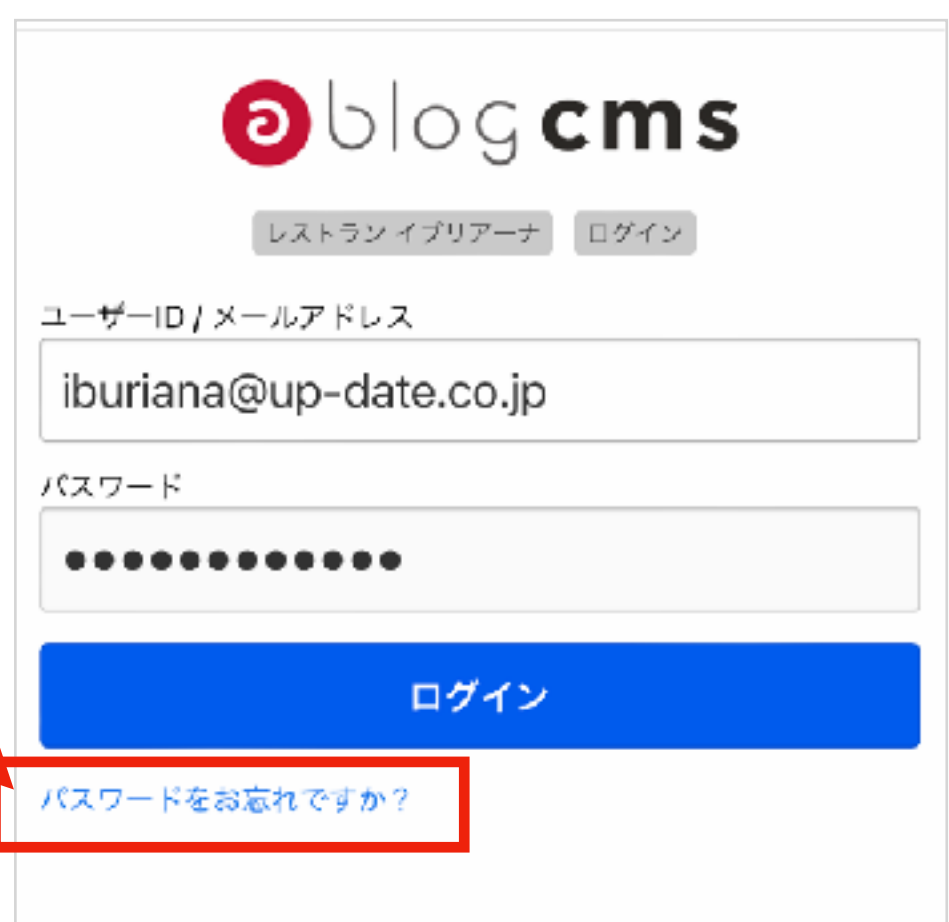 a blog cms
レストラン イブリアーナ ログイン
ユーザーID / メールアドレス
iburiana@up-date.co.jp
パスワード
●●●●●●●●●●●●
ログイン
パスワードをお忘れですか？